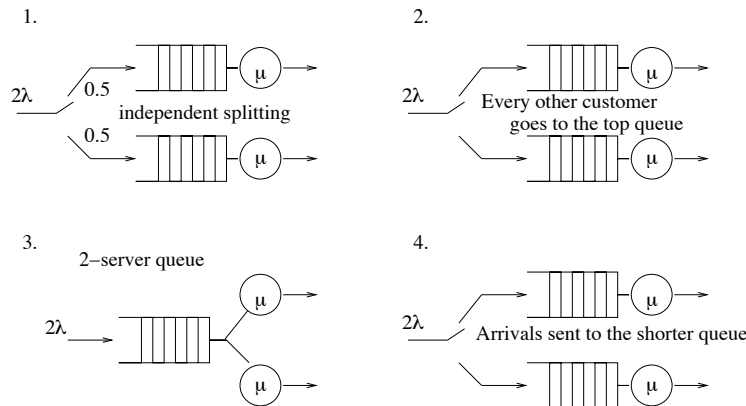 1.
2λ
0.5
0.5
independent splitting
μ
μ
2.
2λ
Every other customer
goes to the top queue
μ
μ
3.
2−server queue
2λ
μ
μ
4.
2λ
Arrivals sent to the shorter queue
μ
μ